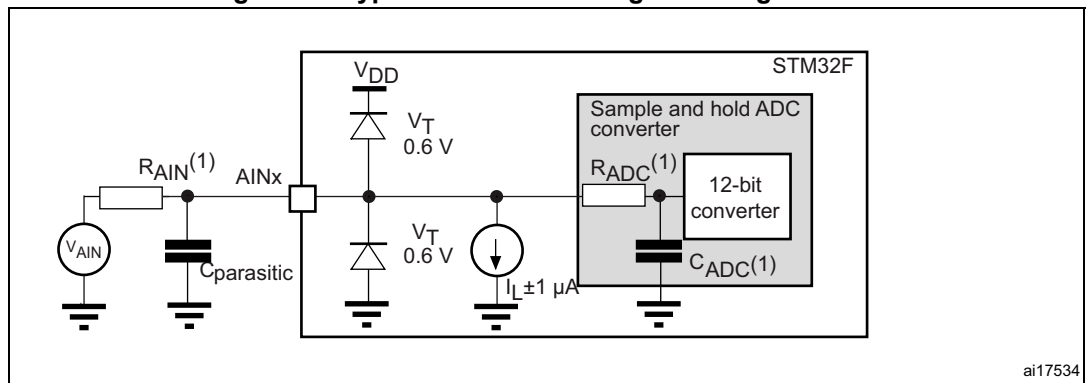 STM32F
VDD
VT
0.6 V
Sample and hold ADC
converter
RAIN(1)
AINx
RADC(1)
12-bit
converter
VAIN
Cparasitic
VT
0.6 V
IL±1 µA
CADC(1)
ai17534